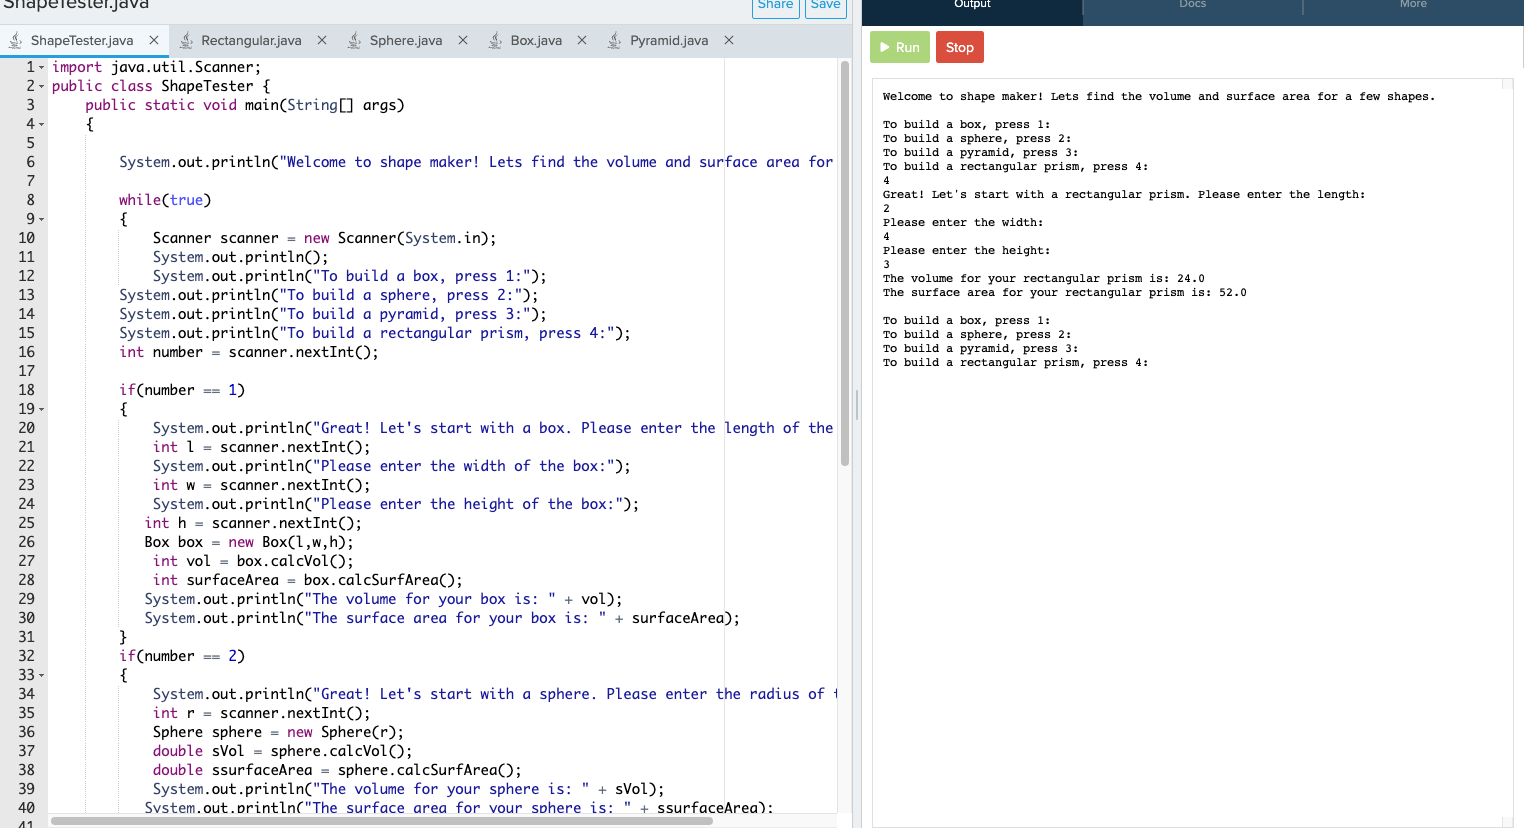 ShapeTester.java
Share Save
ShapeTester.java × Rectangular.java × Sphere.java × Box.java × Pyramid.java ×
1 import java.util.Scanner;
2 public class ShapeTester {
3 public static void main(String[] args)
4 {
5
6 System.out.println("Welcome to shape maker! Lets find the volume and surface area for
7
8 while(true)
9 {
10 Scanner scanner = new Scanner(System.in);
11 System.out.println();
12 System.out.println("To build a box, press 1:");
13 System.out.println("To build a sphere, press 2:");
14 System.out.println("To build a pyramid, press 3:");
15 System.out.println("To build a rectangular prism, press 4:");
16 int number = scanner.nextInt();
17
18 if(number == 1)
19 {
20 System.out.println("Great! Let's start with a box. Please enter the length of the
21 int l = scanner.nextInt();
22 System.out.println("Please enter the width of the box:");
23 int w = scanner.nextInt();
24 System.out.println("Please enter the height of the box:");
25 int h = scanner.nextInt();
26 Box box = new Box(l,w,h);
27 int vol = box.calcVol();
28 int surfaceArea = box.calcSurfArea();
29 System.out.println("The volume for your box is: " + vol);
30 System.out.println("The surface area for your box is: " + surfaceArea);
31 }
32 if(number == 2)
33 {
34 System.out.println("Great! Let's start with a sphere. Please enter the radius of
35 int r = scanner.nextInt();
36 Sphere sphere = new Sphere(r);
37 double sVol = sphere.calcVol();
38 double ssurfaceArea = sphere.calcSurfArea();
39 System.out.println("The volume for your sphere is: " + sVol);
40 System.out.println("The surface area for your sphere is: " + ssurfaceArea);
41
Output Docs More
Run Stop
Welcome to shape maker! Lets find the volume and surface area for a few shapes.
To build a box, press 1:
To build a sphere, press 2:
To build a pyramid, press 3:
To build a rectangular prism, press 4:
4
Great! Let's start with a rectangular prism. Please enter the length:
2
Please enter the width:
4
Please enter the height:
3
The volume for your rectangular prism is: 24.0
The surface area for your rectangular prism is: 52.0
To build a box, press 1:
To build a sphere, press 2:
To build a pyramid, press 3:
To build a rectangular prism, press 4: